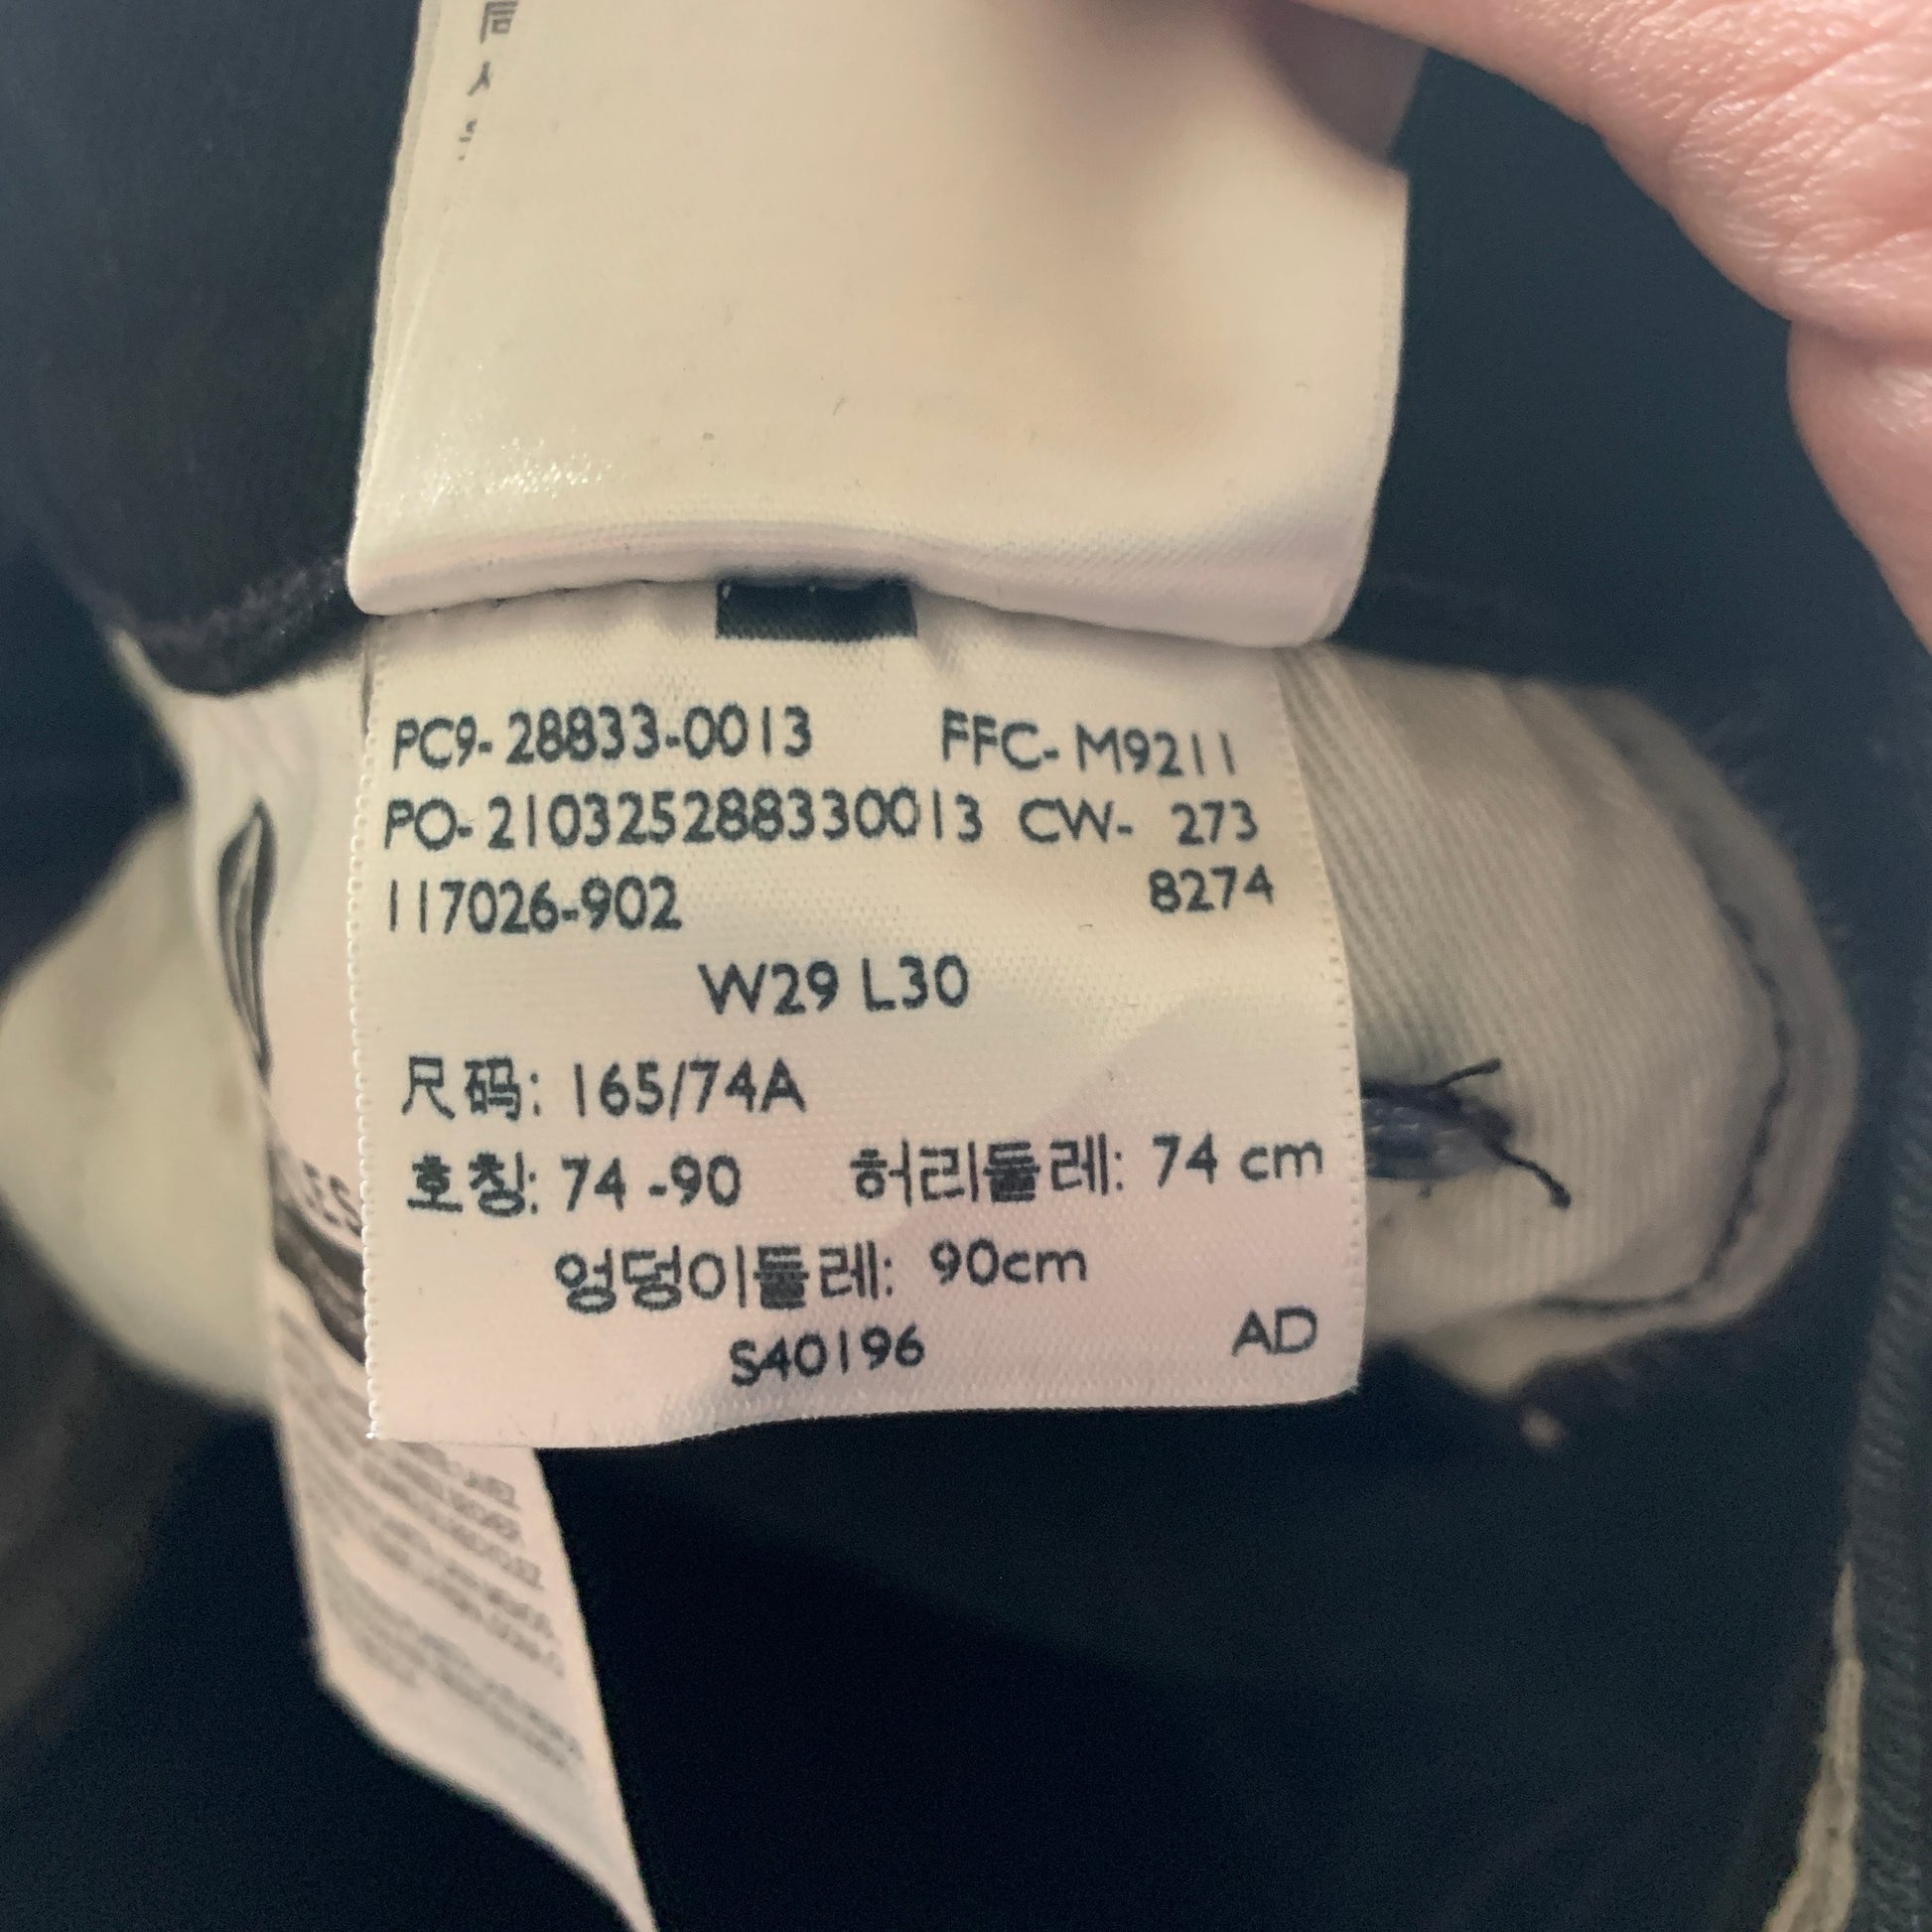 PC9-28833-0013 FFC-M9211
PO-210325288330013 CW- 273
117026-902 8274
W29 L30
尺码: 165/74A
호칭: 74-90 허리둘레: 74 cm
엉덩이둘레: 90cm
S40196 AD